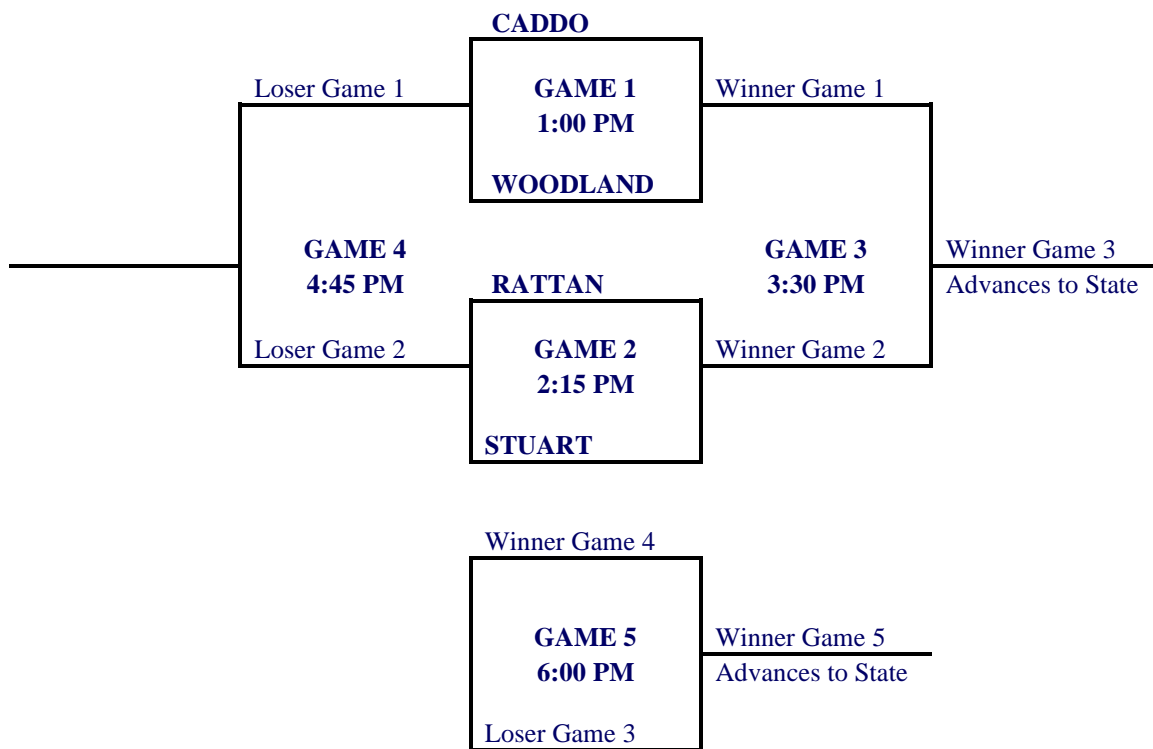 CADDO
Loser Game 1
GAME 1
Winner Game 1
1:00 PM
WOODLAND
GAME 4
GAME 3
Winner Game 3
4:45 PM
RATTAN
3:30 PM
Advances to State
Loser Game 2
GAME 2
Winner Game 2
2:15 PM
STUART
Winner Game 4
GAME 5
Winner Game 5
6:00 PM
Advances to State
Loser Game 3